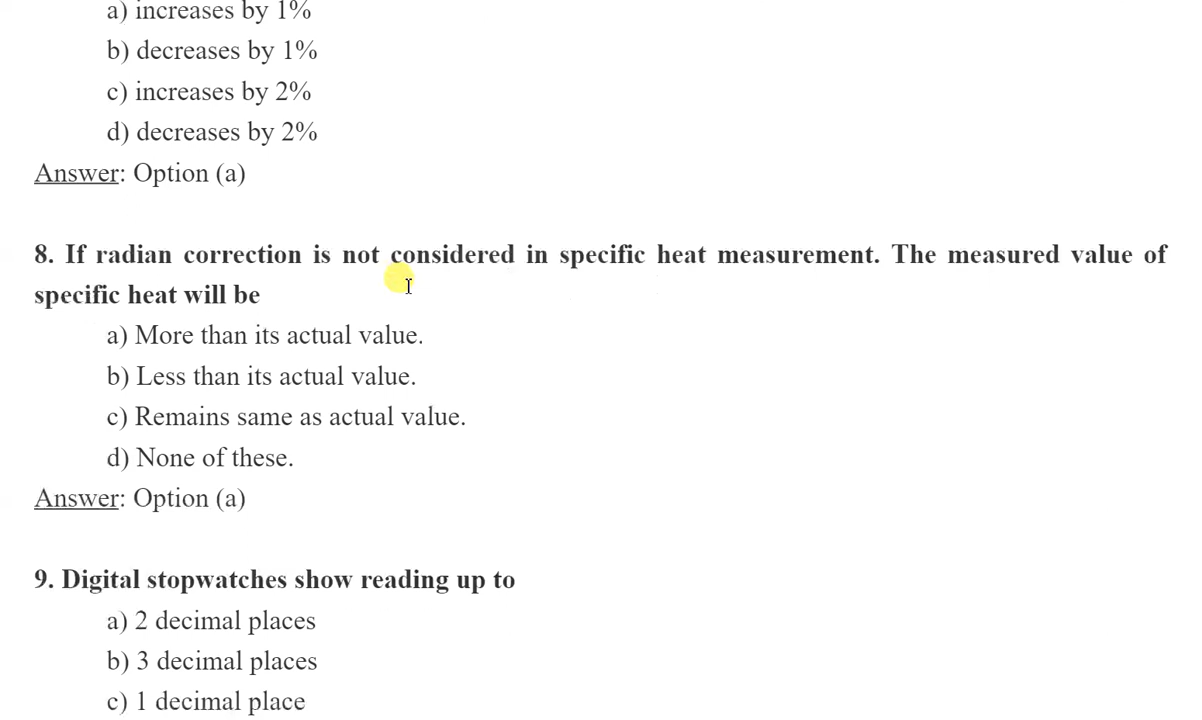 a) increases by 1%
b) decreases by 1%
c) increases by 2%
d) decreases by 2%
Answer: Option (a)
8. If radian correction is not considered in specific heat measurement. The measured value of
specific heat will be
a) More than its actual value.
b) Less than its actual value.
c) Remains same as actual value.
d) None of these.
Answer: Option (a)
9. Digital stopwatches show reading up to
a) 2 decimal places
b) 3 decimal places
c) 1 decimal place